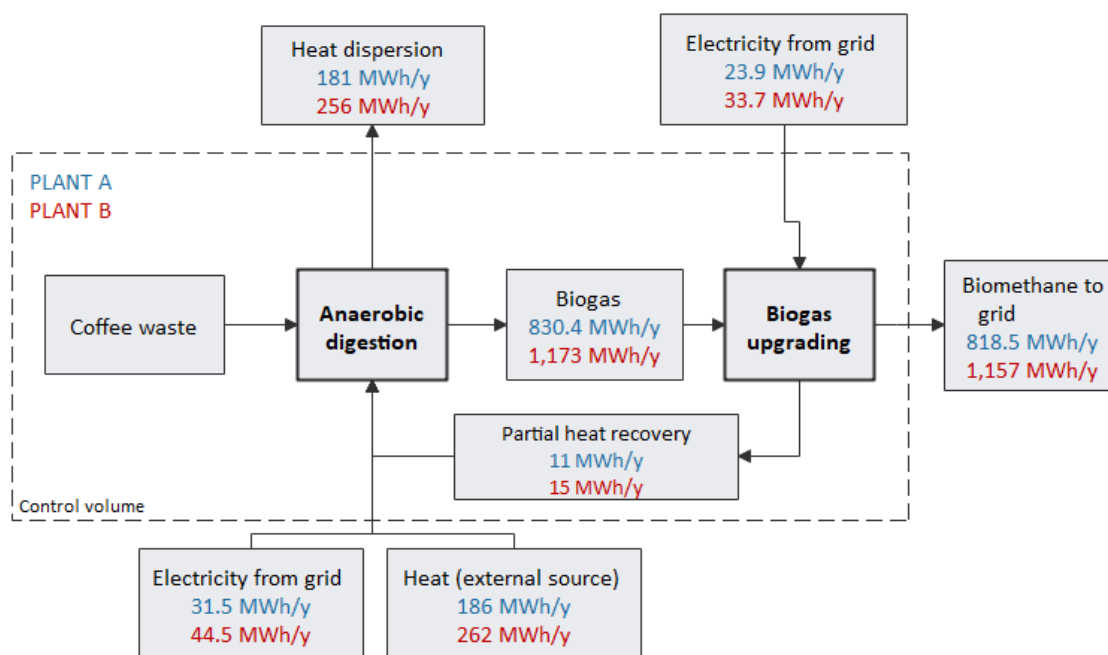 Heat dispersion
181 MWh/y
256 MWh/y
Electricity from grid
23.9 MWh/y
33.7 MWh/y
PLANT A
PLANT B
Coffee waste
Anaerobic
digestion
Biogas
830.4 MWh/y
1,173 MWh/y
Biogas
upgrading
Biomethane to
grid
818.5 MWh/y
1,157 MWh/y
Partial heat recovery
11 MWh/y
15 MWh/y
Control volume
Electricity from grid
31.5 MWh/y
44.5 MWh/y
Heat (external source)
186 MWh/y
262 MWh/y